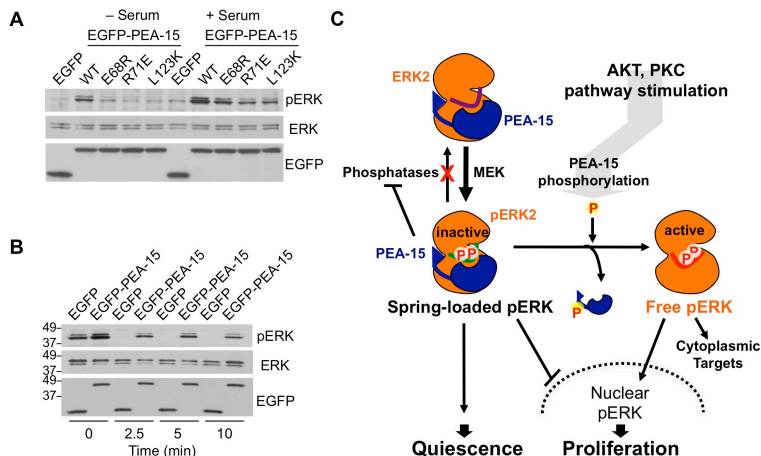 A
– Serum
+ Serum
EGFP-PEA-15
EGFP-PEA-15
EGFP
WT
E68R
R71E
L123K
EGFP
WT
E68R
R71E
L123K
pERK
ERK
EGFP
B
EGFP
EGFP-PEA-15
EGFP
EGFP-PEA-15
EGFP
EGFP-PEA-15
EGFP
EGFP-PEA-15
49
37
pERK
ERK
49
37
EGFP
0 2.5 5 10
Time (min)
C
ERK2
PEA-15
AKT, PKC
pathway stimulation
Phosphatases
X
MEK
PEA-15
phosphorylation
P
pERK2
inactive
P P
PEA-15
active
P P
P
Spring-loaded pERK
Free pERK
Cytoplasmic
Targets
Nuclear
pERK
Quiescence
Proliferation